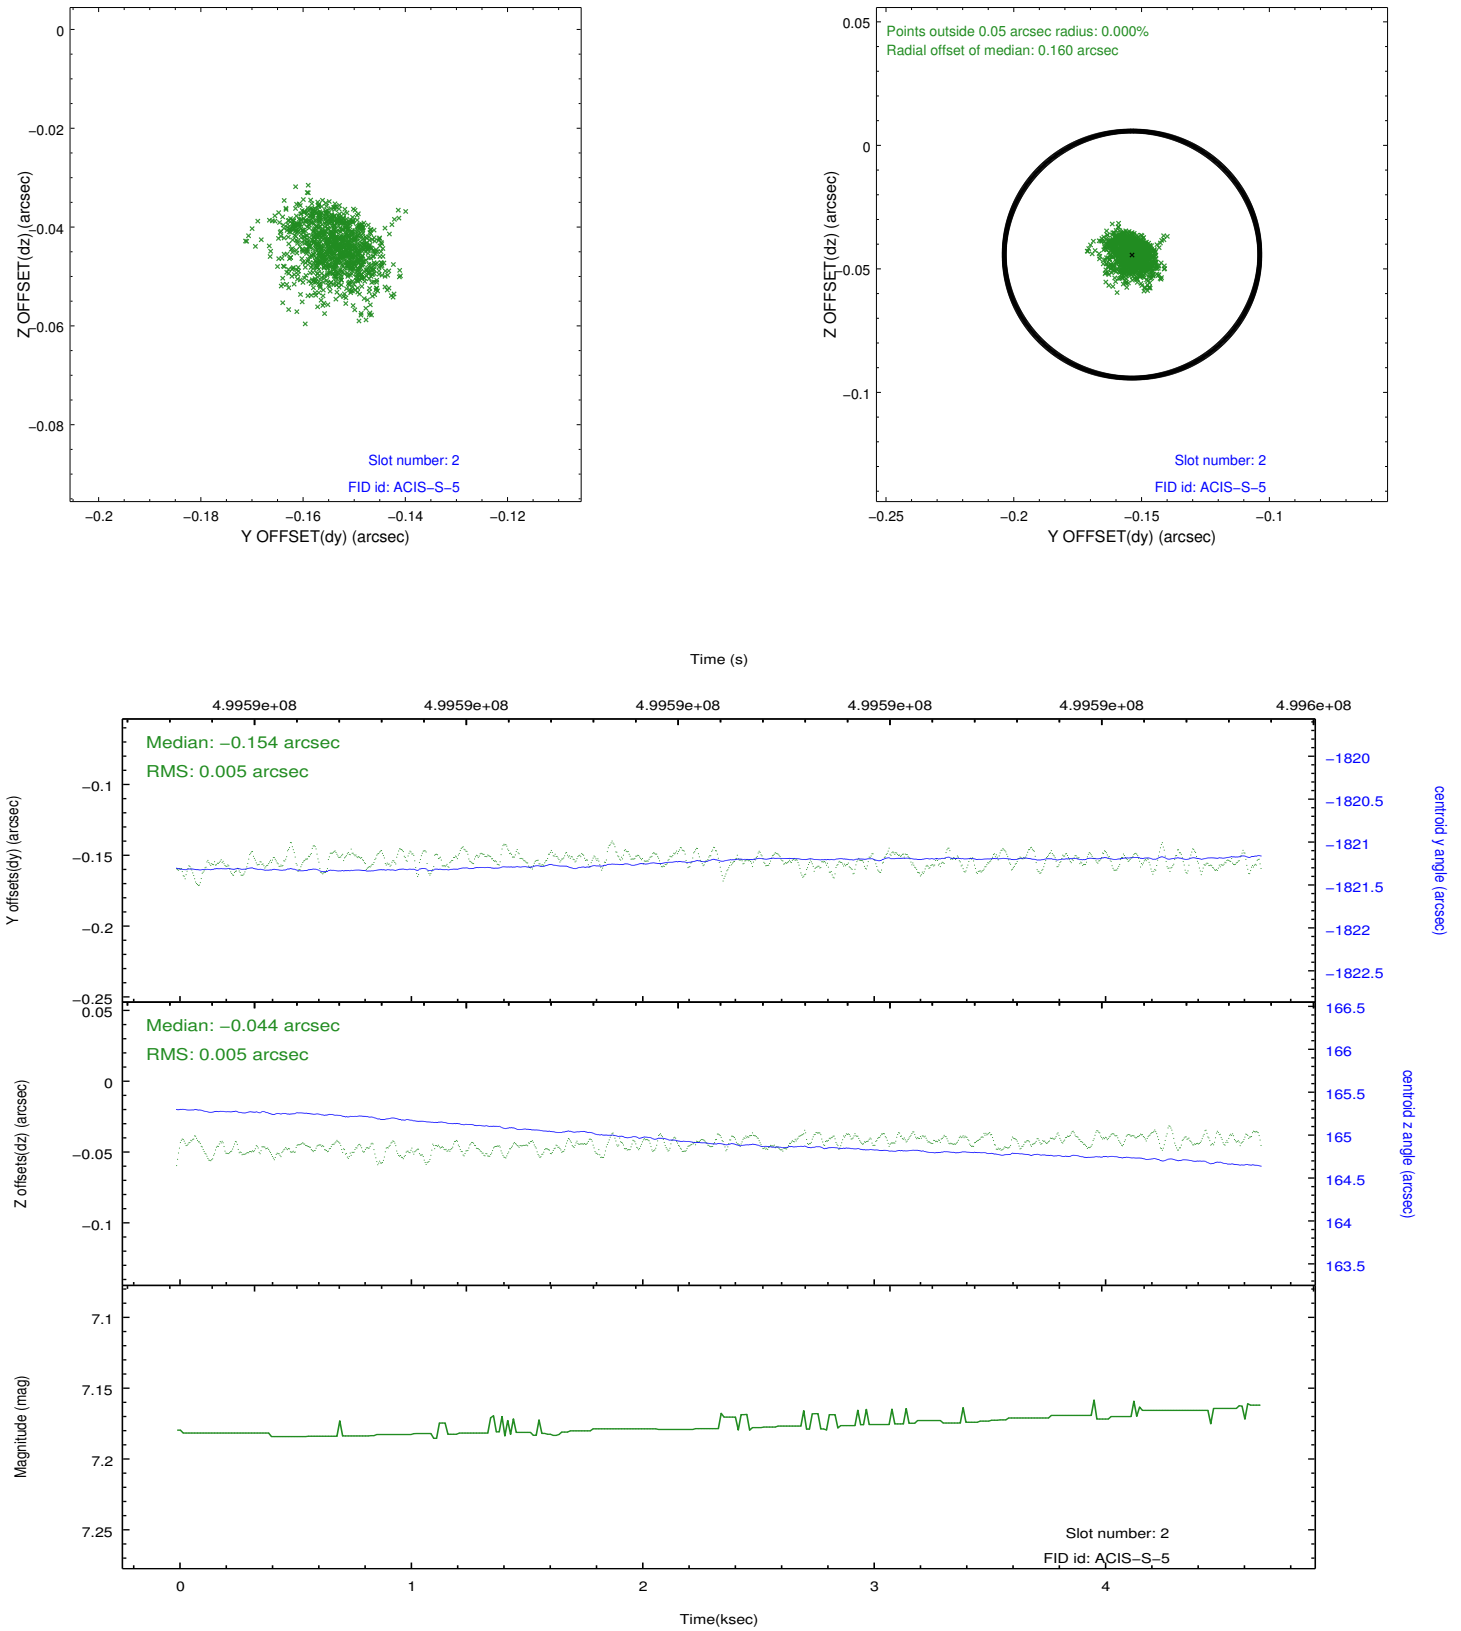 0
−0.02
−0.04
−0.06
−0.08
Z OFFSET(dz) (arcsec)
Slot number: 2
FID id: ACIS−S−5
−0.2
−0.18
−0.16
−0.14
−0.12
Y OFFSET(dy) (arcsec)
Points outside 0.05 arcsec radius: 0.000%
Radial offset of median: 0.160 arcsec
0.05
0
−0.05
−0.1
Z OFFSET(dz) (arcsec)
Slot number: 2
FID id: ACIS−S−5
−0.25
−0.2
−0.15
−0.1
Y OFFSET(dy) (arcsec)
Time (s)
4.9959e+08
4.9959e+08
4.9959e+08
4.9959e+08
4.9959e+08
4.996e+08
Median: −0.154 arcsec
RMS: 0.005 arcsec
−0.1
−0.15
−0.2
−0.25
Y offsets(dy) (arcsec)
−1820
−1820.5
−1821
−1821.5
−1822
−1822.5
centroid y angle (arcsec)
Median: −0.044 arcsec
RMS: 0.005 arcsec
0.05
0
−0.05
−0.1
Z offsets(dz) (arcsec)
166.5
166
165.5
165
164.5
164
163.5
centroid z angle (arcsec)
7.1
7.15
7.2
7.25
Magnitude (mag)
Slot number: 2
FID id: ACIS−S−5
0
1
2
3
4
Time(ksec)